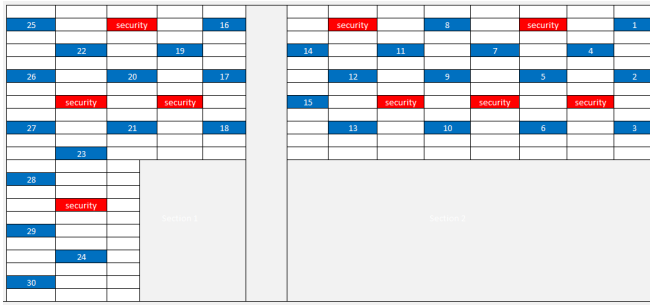 25 security 16 security 8 security 1
22 19 14 11 7 4
26 20 17 12 9 5 2
security security 15 security security security
27 21 18 13 10 6 3
23
28
security
Section Section
29
24
30